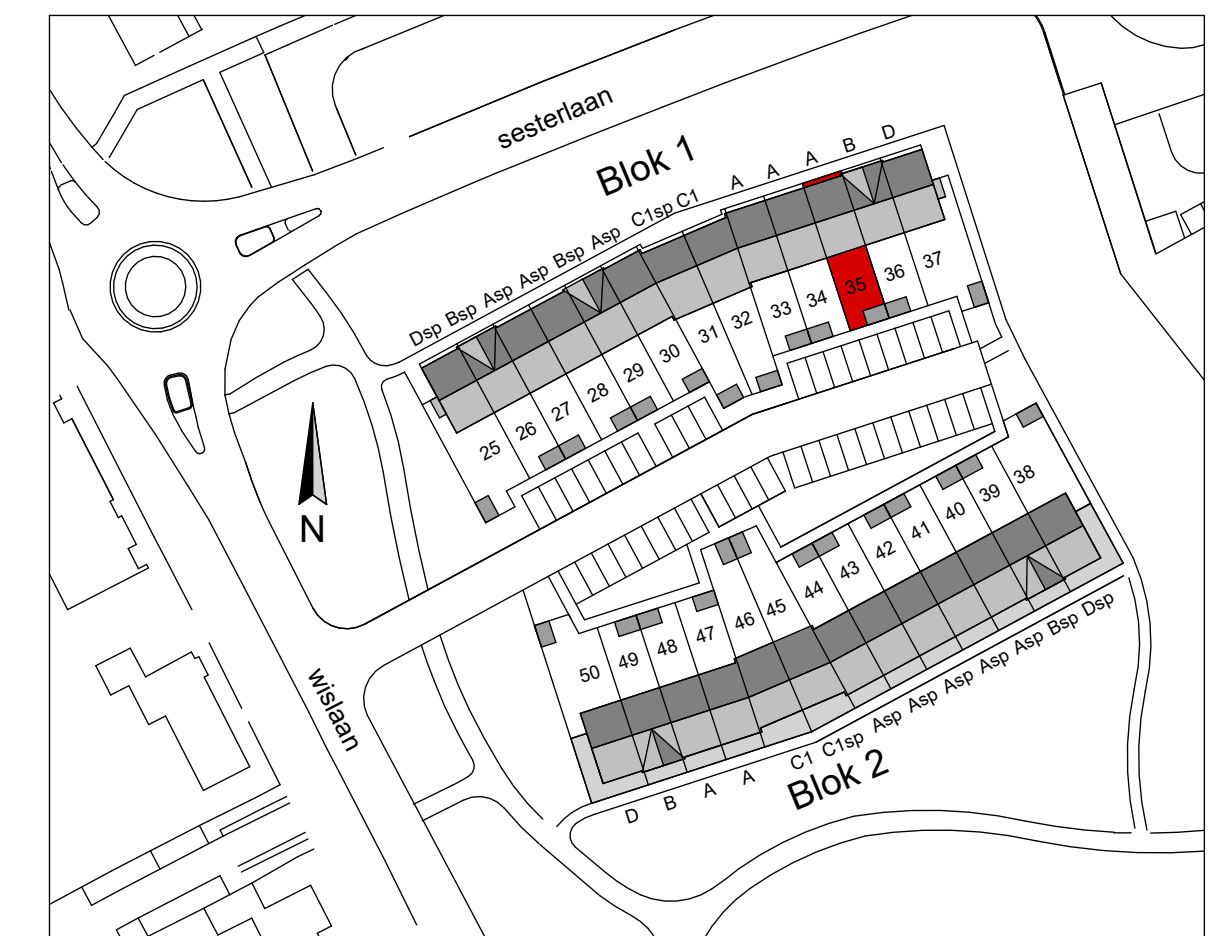 sesterlaan
Blok 1
Dsp Bsp Asp Asp Bsp Asp C1sp C1 A A A B D
25 26 27 28 29 30 31 32 33 34 35 36 37
N
wislaan
38 39 40 41 42 43 44 45 46 47 48 49 50
D B A A C1 C1sp Asp Asp Asp Asp Asp Bsp Dsp
Blok 2